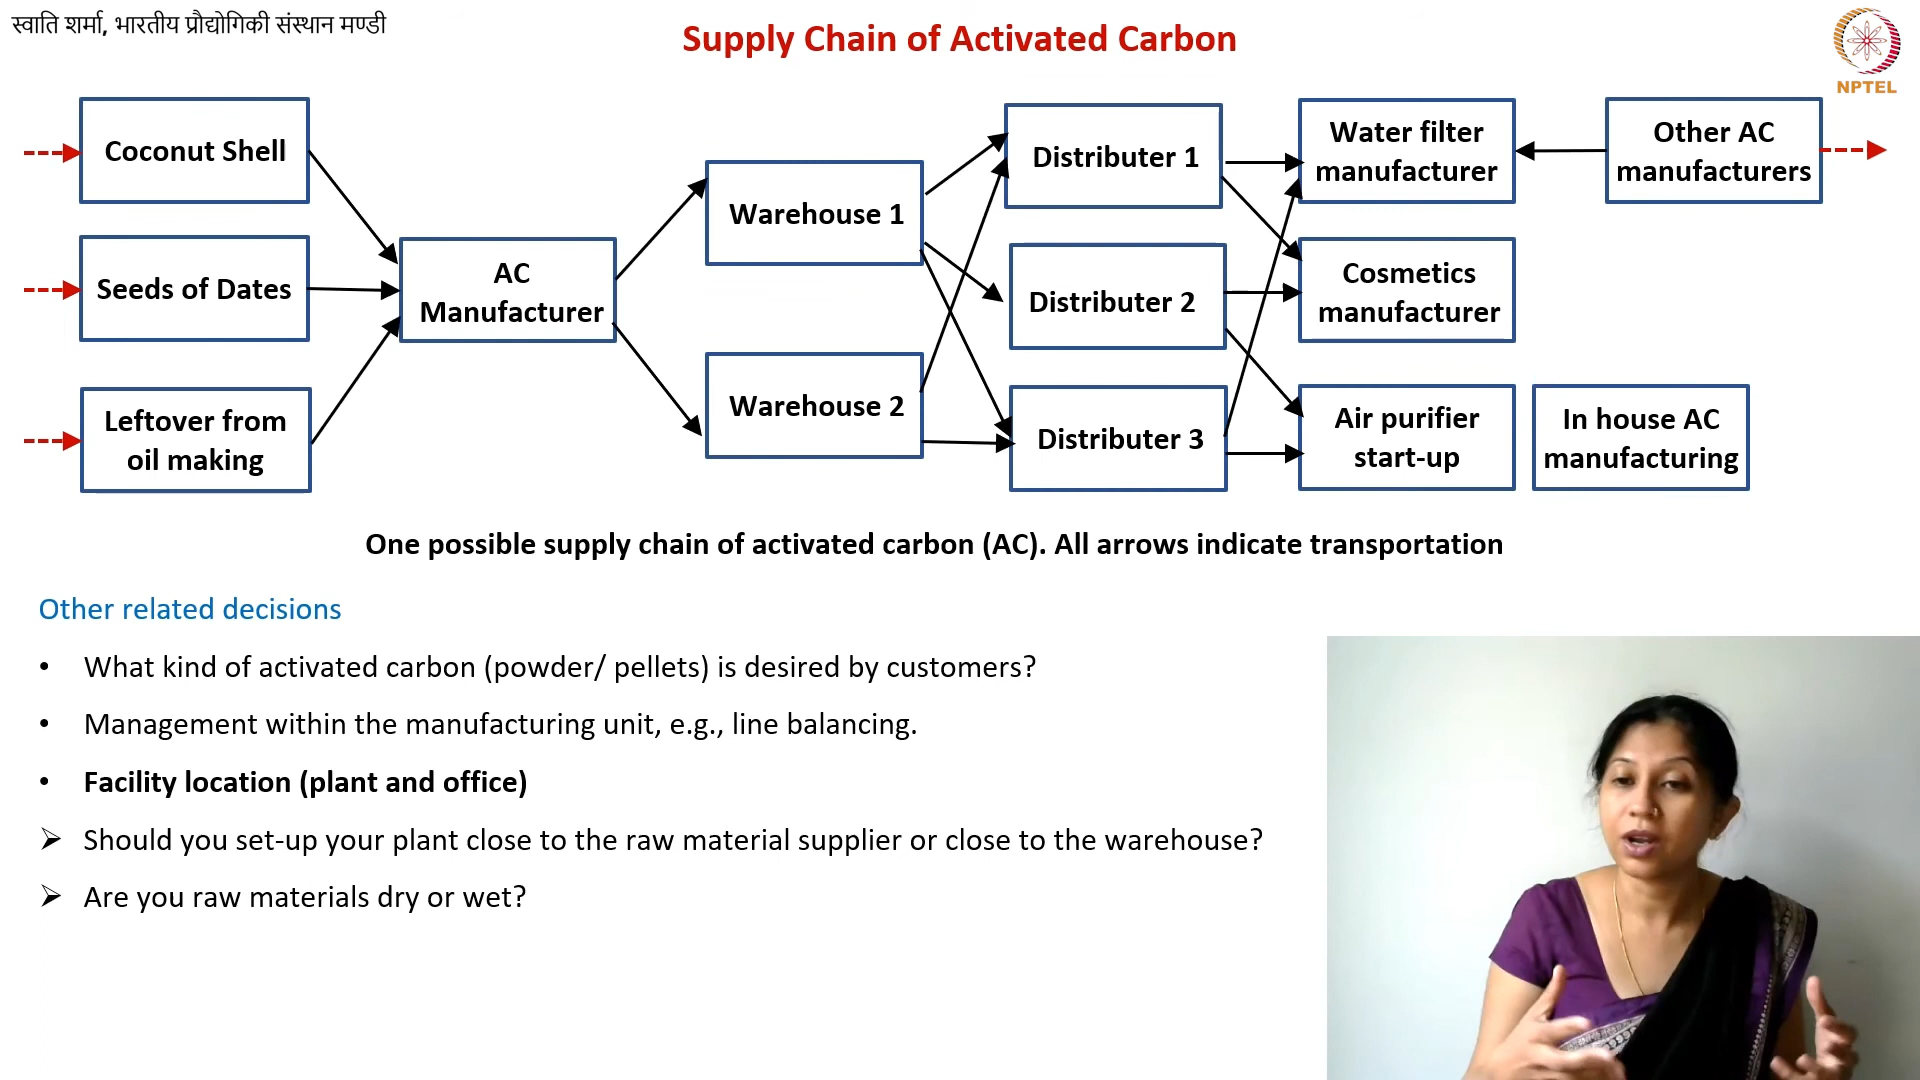 स्वाति शर्मा, भारतीय प्रौद्योगिकी संस्थान मण्डी
Supply Chain of Activated Carbon
NPTEL
Coconut Shell
Seeds of Dates
Leftover from
oil making
AC
Manufacturer
Warehouse 1
Warehouse 2
Distributer 1
Distributer 2
Distributer 3
Water filter
manufacturer
Cosmetics
manufacturer
Air purifier
start-up
Other AC
manufacturers
In house AC
manufacturing
One possible supply chain of activated carbon (AC). All arrows indicate transportation
Other related decisions
• What kind of activated carbon (powder/ pellets) is desired by customers?
• Management within the manufacturing unit, e.g., line balancing.
• Facility location (plant and office)
➢ Should you set-up your plant close to the raw material supplier or close to the warehouse?
➢ Are you raw materials dry or wet?